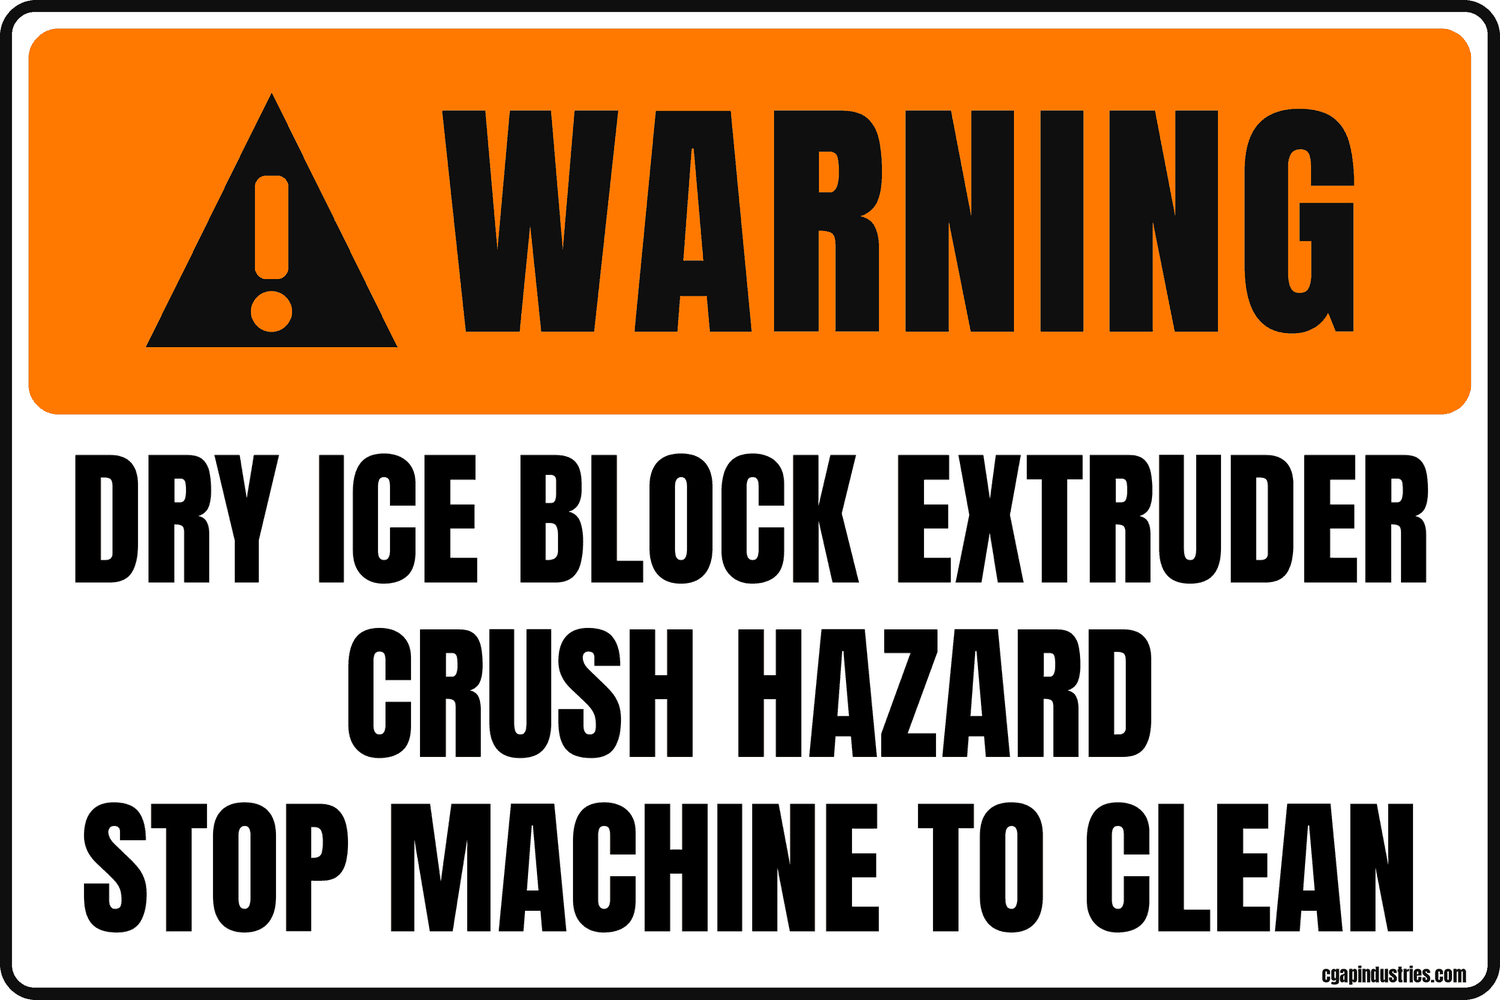 WARNING
DRY ICE BLOCK EXTRUDER
CRUSH HAZARD
STOP MACHINE TO CLEAN
cgapindustries.com